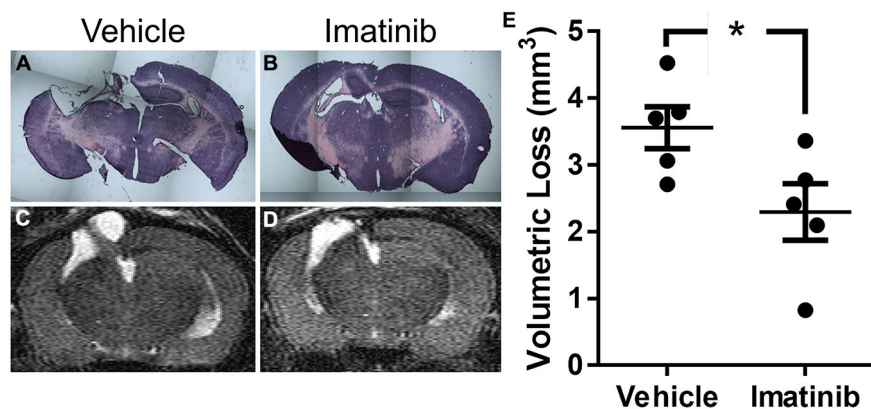 Vehicle
Imatinib
A
B
C
D
E
Volumetric Loss (mm³)
5
4
3
2
1
0
*
Vehicle
Imatinib